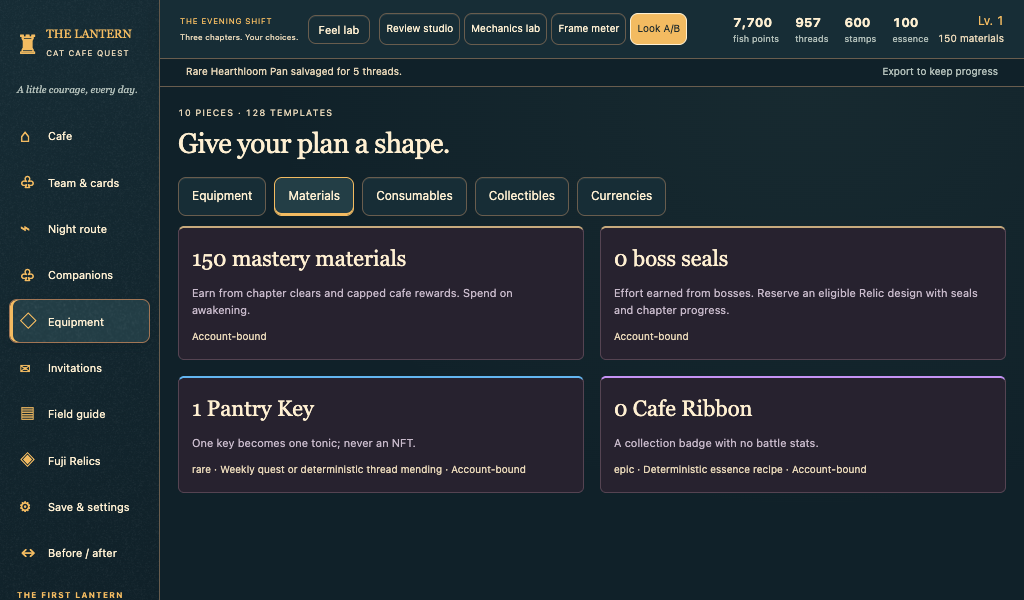 THE LANTERN
CAT CAFE QUEST
A little courage, every day.
Cafe
Team & cards
Night route
Companions
Equipment
Invitations
Field guide
Fuji Relics
Save & settings
Before / after
THE FIRST LANTERN
THE EVENING SHIFT
Three chapters. Your choices.
Feel lab
Review studio
Mechanics lab
Frame meter
Look A/B
7,700
fish points
957
threads
600
stamps
100
essence
Lv. 1
150 materials
Rare Hearthloom Pan salvaged for 5 threads.
Export to keep progress
10 PIECES · 128 TEMPLATES
Give your plan a shape.
Equipment
Materials
Consumables
Collectibles
Currencies
150 mastery materials
Earn from chapter clears and capped cafe rewards. Spend on
awakening.
Account-bound
0 boss seals
Effort earned from bosses. Reserve an eligible Relic design with seals
and chapter progress.
Account-bound
1 Pantry Key
One key becomes one tonic; never an NFT.
rare · Weekly quest or deterministic thread mending · Account-bound
0 Cafe Ribbon
A collection badge with no battle stats.
epic · Deterministic essence recipe · Account-bound